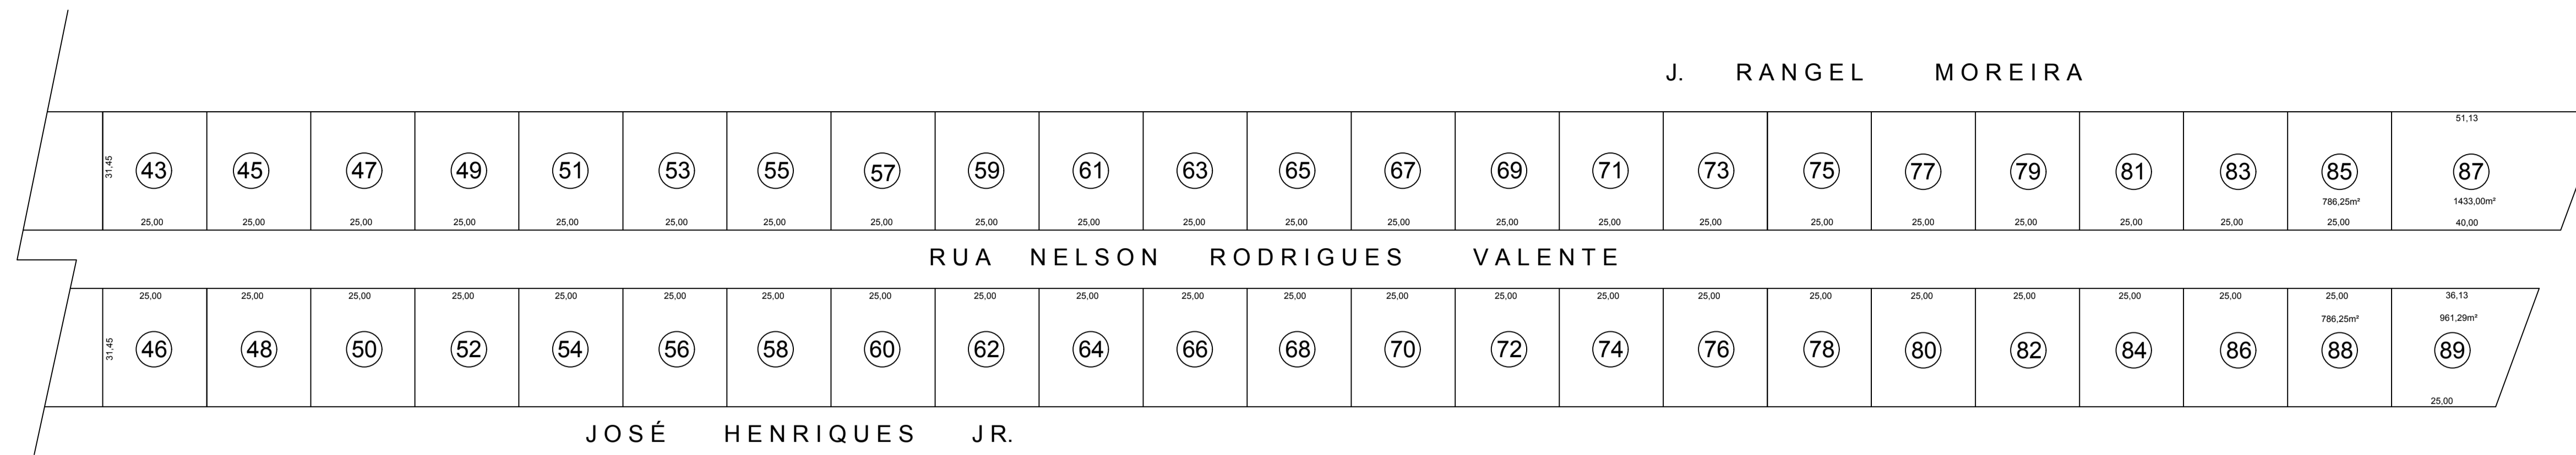 J. RANGEL MOREIRA
51,13
31,45
43 45 47 49 51 53 55 57 59 61 63 65 67 69 71 73 75 77 79 81 83 85 87
786,25m² 1433,00m²
25,00 25,00 25,00 25,00 25,00 25,00 25,00 25,00 25,00 25,00 25,00 25,00 25,00 25,00 25,00 25,00 25,00 25,00 25,00 25,00 25,00 25,00 40,00
RUA NELSON RODRIGUES VALENTE
25,00 25,00 25,00 25,00 25,00 25,00 25,00 25,00 25,00 25,00 25,00 25,00 25,00 25,00 25,00 25,00 25,00 25,00 25,00 25,00 25,00 25,00 36,13
786,25m² 961,29m²
31,45
46 48 50 52 54 56 58 60 62 64 66 68 70 72 74 76 78 80 82 84 86 88 89
25,00
JOSÉ HENRIQUES JR.